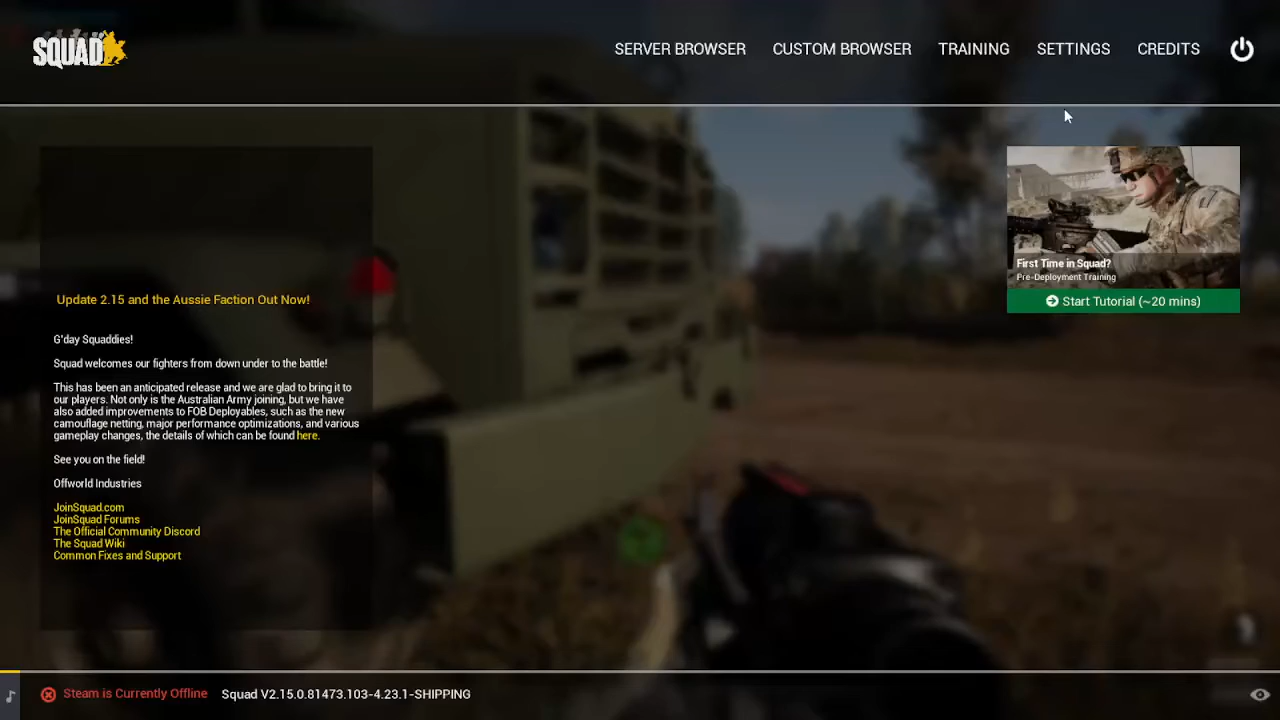 SQUAD
SERVER BROWSER
CUSTOM BROWSER
TRAINING
SETTINGS
CREDITS
Update 2.15 and the Aussie Faction Out Now!
G'day Squaddies!
Squad welcomes our fighters from down under to the battle!
This has been an anticipated release and we are glad to bring it to
our players. Not only is the Australian Army joining, but we have
also added improvements to FOB Deployables, such as the new
camouflage netting, major performance optimizations, and various
gameplay changes, the details of which can be found here.
See you on the field!
Offworld Industries
JoinSquad.com
JoinSquad Forums
The Official Community Discord
The Squad Wiki
Common Fixes and Support
First Time in Squad?
Pre-Deployment Training
Start Tutorial (~20 mins)
Steam is Currently Offline
Squad V2.15.0.81473.103-4.23.1-SHIPPING